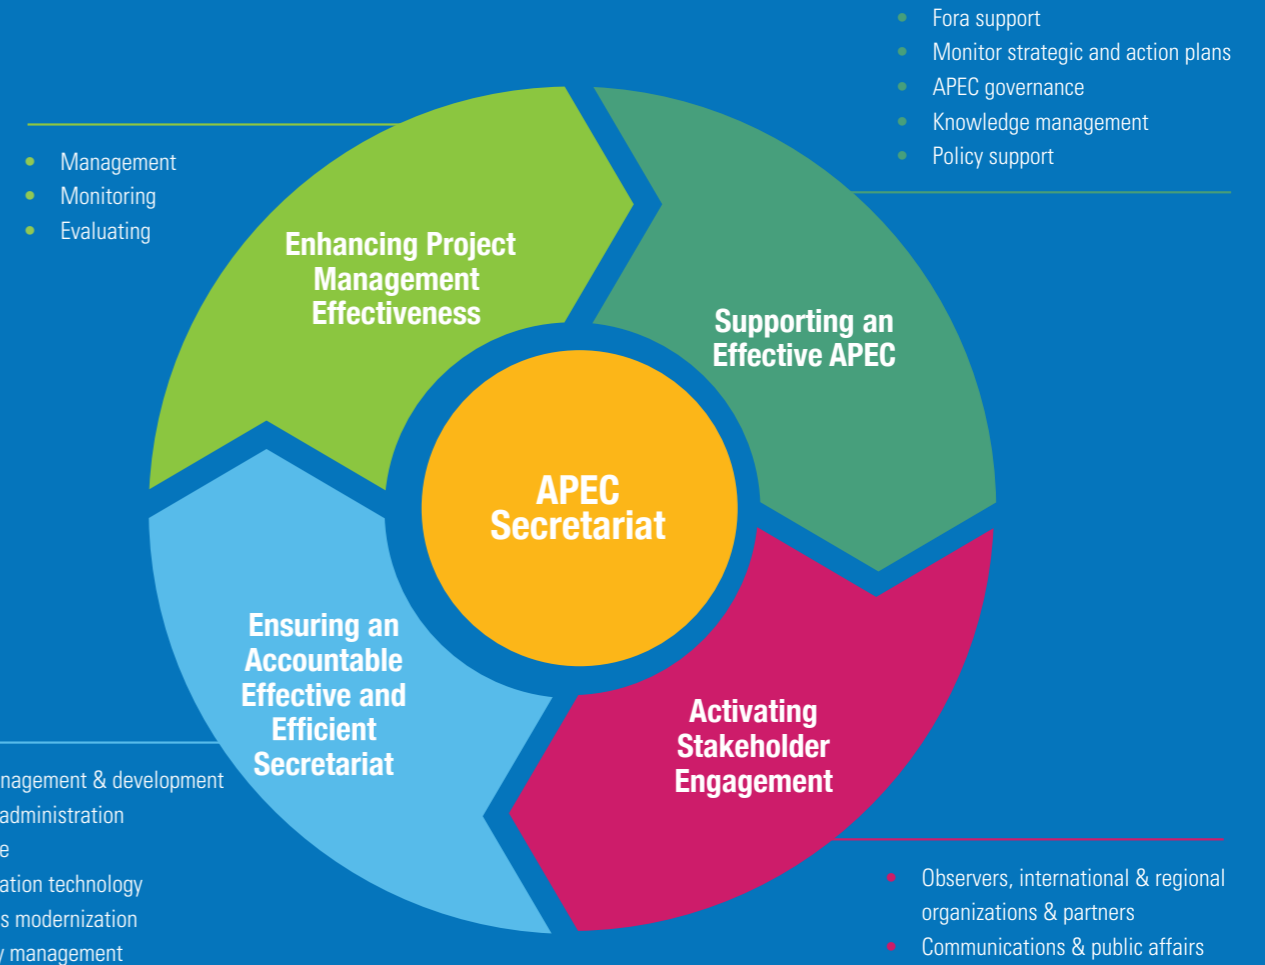 Fora support
Monitor strategic and action plans
APEC governance
Knowledge management
Policy support
Management
Monitoring
Evaluating
Enhancing Project
Management
Effectiveness
Supporting an
Effective APEC
APEC
Secretariat
Ensuring an
Accountable
Effective and
Efficient
Secretariat
Activating
Stakeholder
Engagement
& development
administration
technology
modernization
management
Observers, international & regional
organizations & partners
Communications & public affairs